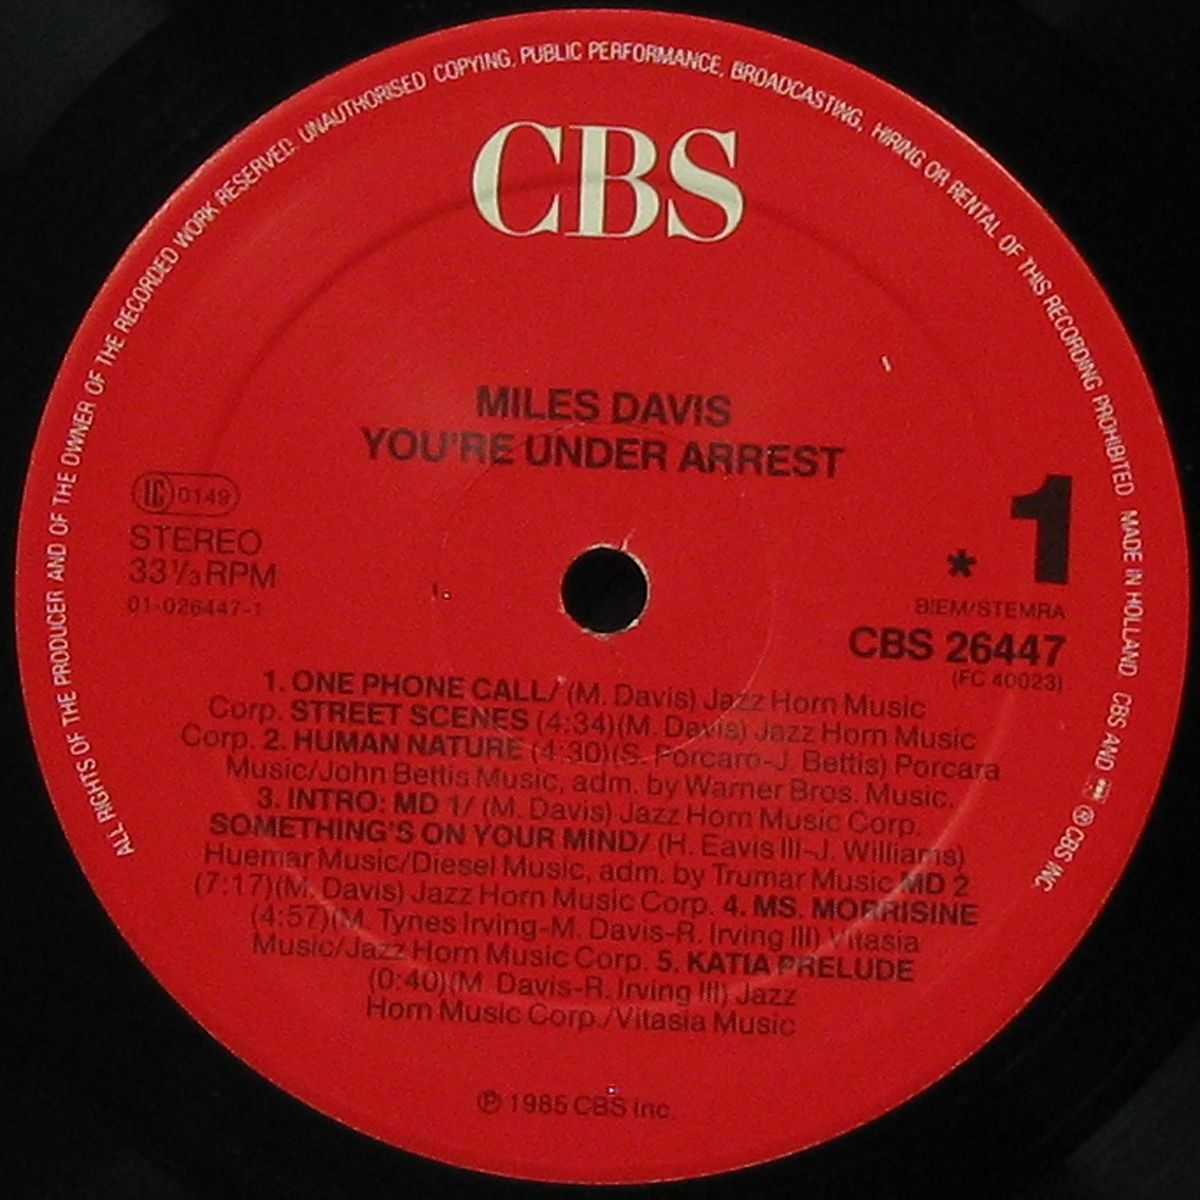 ALL RIGHTS OF THE PRODUCER AND OF THE OWNER OF THE RECORDED WORK RESERVED. UNAUTHORISED COPYING, PUBLIC PERFORMANCE, BROADCASTING, HIRING OR RENTAL OF THIS RECORDING PROHIBITED. MADE IN HOLLAND. CBS AND ℗ CBS INC.
CBS
MILES DAVIS
YOU'RE UNDER ARREST
LC 0149
STEREO
33⅓ RPM
01-026447-1
* 1
BIEM/STEMRA
CBS 26447
(FC 40023)
1. ONE PHONE CALL/ (M. Davis) Jazz Horn Music
Corp. STREET SCENES (4:34)(M. Davis) Jazz Horn Music
Corp. 2. HUMAN NATURE (4:30)(S. Porcaro-J. Bettis) Porcara
Music/John Bettis Music, adm. by Warner Bros. Music.
3. INTRO: MD 1/ (M. Davis) Jazz Horn Music Corp.
SOMETHING'S ON YOUR MIND/ (H. Eavis III-J. Williams)
Huemar Music/Diesel Music, adm. by Trumar Music MD 2
(7:17)(M. Davis) Jazz Horn Music Corp. 4. MS. MORRISINE
(4:57)(M. Tynes Irving-M. Davis-R. Irving III) Vitasia
Music/Jazz Horn Music Corp. 5. KATIA PRELUDE
(0:40)(M. Davis-R. Irving III) Jazz
Horn Music Corp./Vitasia Music
℗ 1985 CBS Inc.